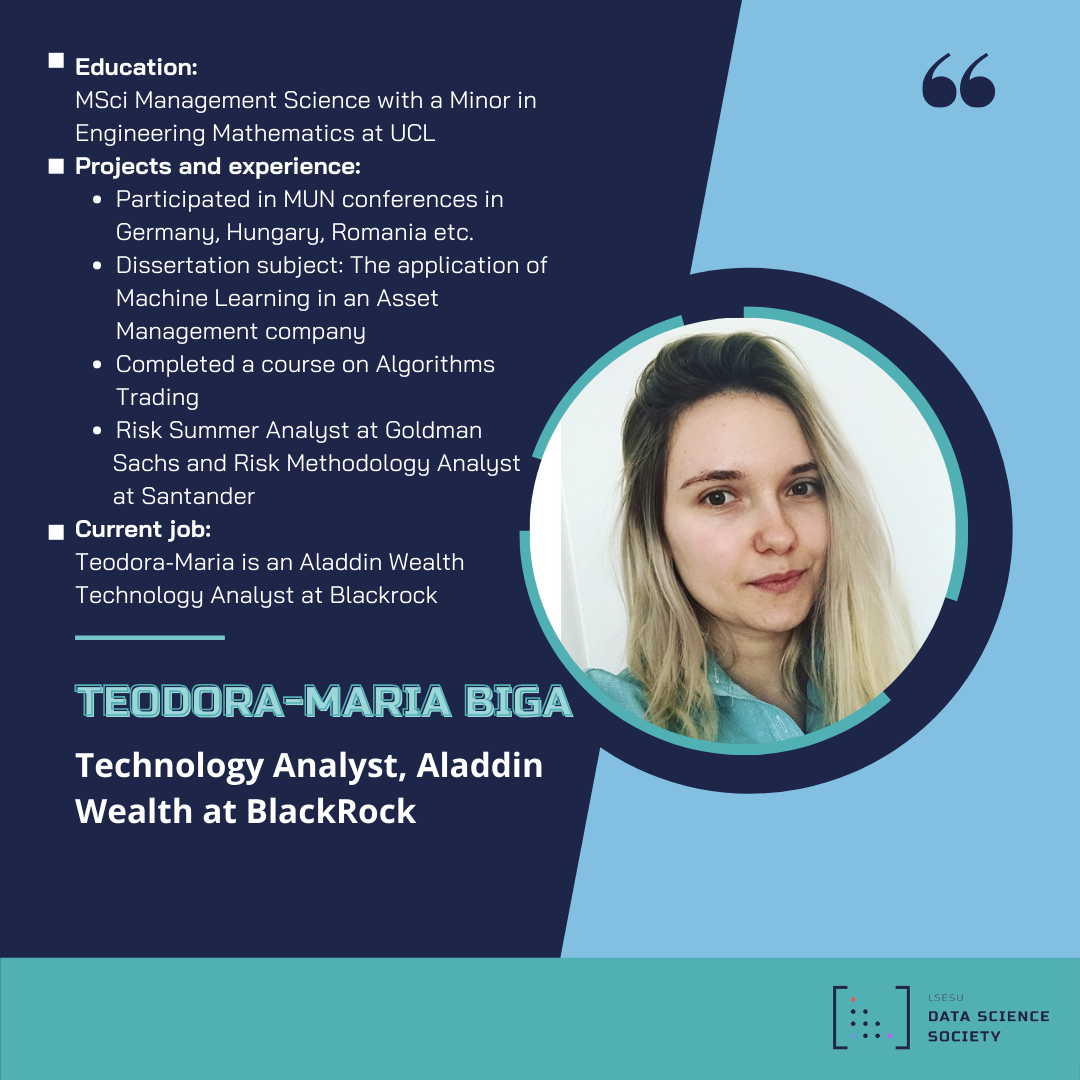 Education:
MSci Management Science with a Minor in
Engineering Mathematics at UCL
Projects and experience:
Participated in MUN conferences in
Germany, Hungary, Romania etc.
Dissertation subject: The application of
Machine Learning in an Asset
Management company
Completed a course on Algorithms
Trading
Risk Summer Analyst at Goldman
Sachs and Risk Methodology Analyst
at Santander
Current job:
Teodora-Maria is an Aladdin Wealth
Technology Analyst at Blackrock
TEODORA-MARIA BIGA
Technology Analyst, Aladdin
Wealth at BlackRock
LSESU
DATA SCIENCE
SOCIETY